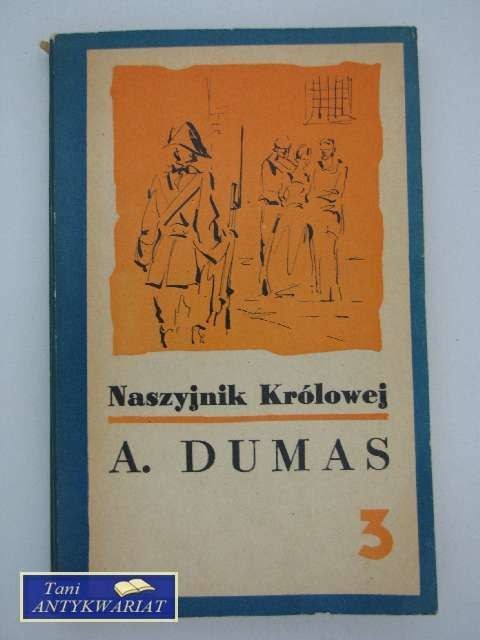 Naszyjnik Królowej
A. DUMAS
3
Tani
ANTYKWARIAT